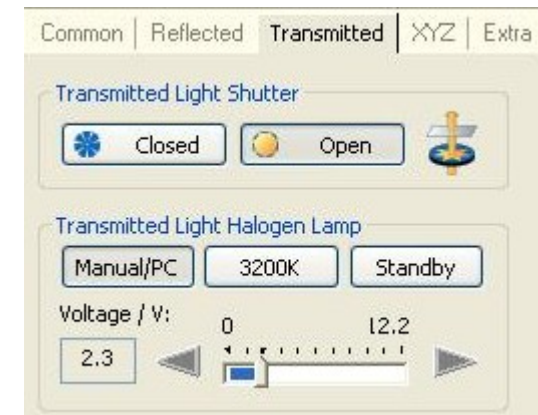 Common | Reflected Transmitted XYZ | Extra
Transmitted Light Shutter
Closed Open
Transmitted Light Halogen Lamp
Manual/PC 3200K Standby
Voltage / V:
0 12.2
2.3